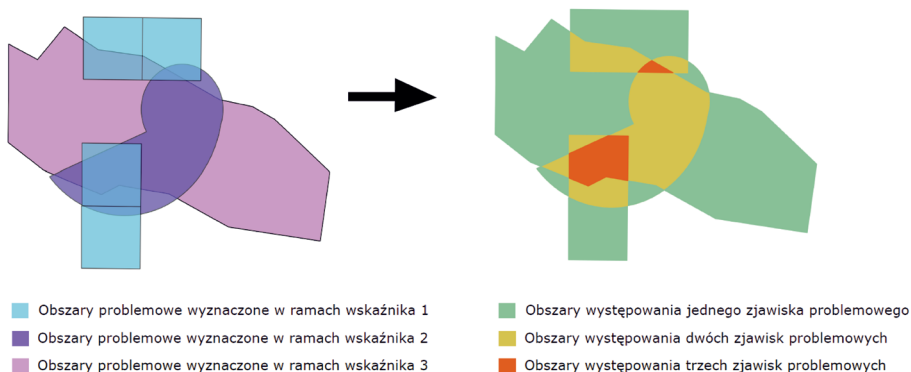 Obszary problemowe wyznaczone w ramach wskaźnika 1
Obszary problemowe wyznaczone w ramach wskaźnika 2
Obszary problemowe wyznaczone w ramach wskaźnika 3
Obszary występowania jednego zjawiska problemowego
Obszary występowania dwóch zjawisk problemowych
Obszary występowania trzech zjawisk problemowych